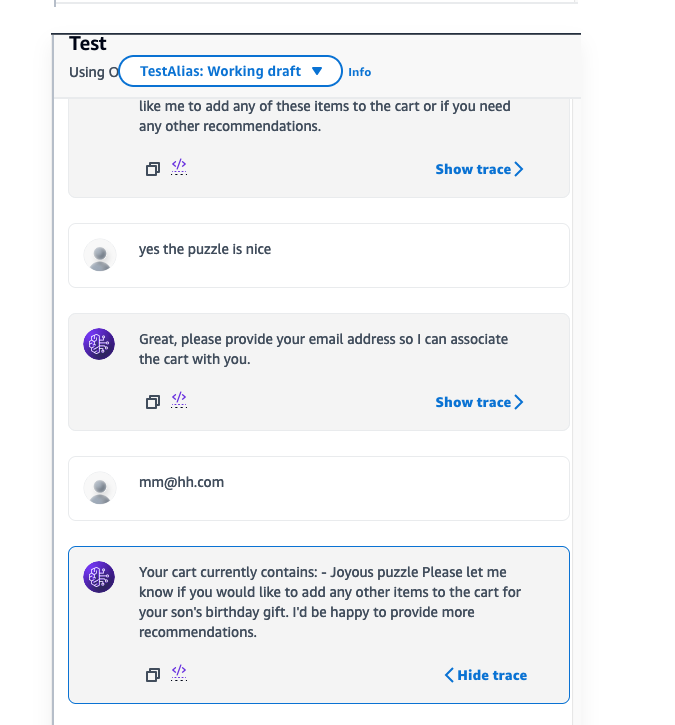 Test
Using O
TestAlias: Working draft
Info
like me to add any of these items to the cart or if you need
any other recommendations.
</>
Show trace
yes the puzzle is nice
Great, please provide your email address so I can associate
the cart with you.
</>
Show trace
mm@hh.com
Your cart currently contains: - Joyous puzzle Please let me
know if you would like to add any other items to the cart for
your son's birthday gift. I'd be happy to provide more
recommendations.
</>
Hide trace